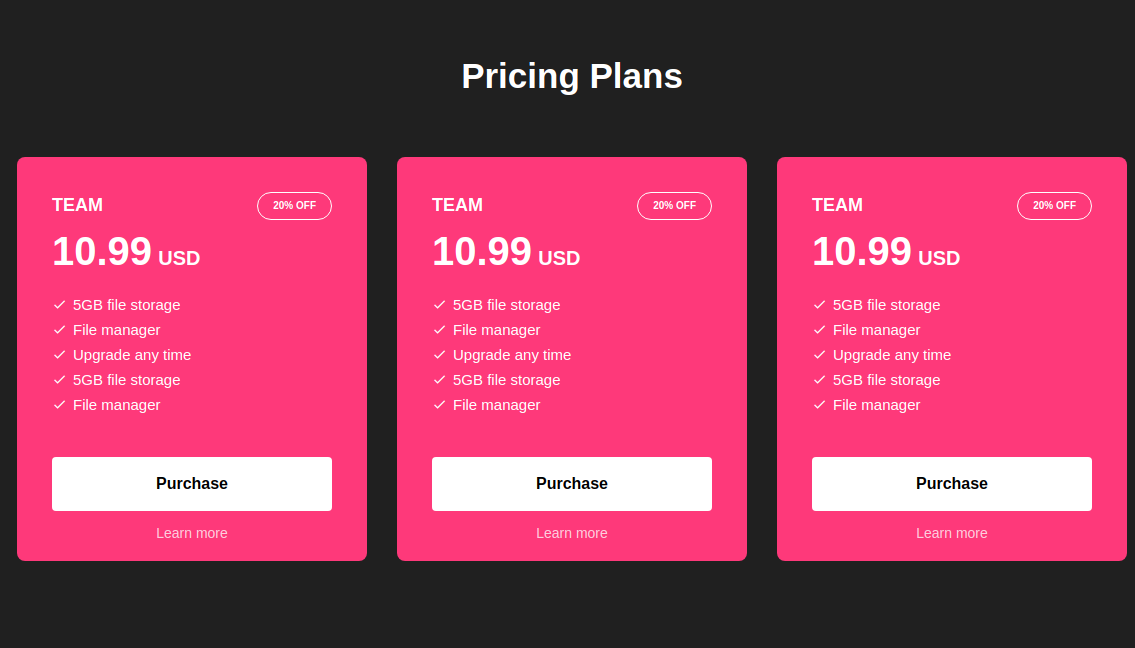 Pricing Plans
TEAM
20% OFF
10.99 USD
5GB file storage
File manager
Upgrade any time
5GB file storage
File manager
Purchase
Learn more
TEAM
20% OFF
10.99 USD
5GB file storage
File manager
Upgrade any time
5GB file storage
File manager
Purchase
Learn more
TEAM
20% OFF
10.99 USD
5GB file storage
File manager
Upgrade any time
5GB file storage
File manager
Purchase
Learn more